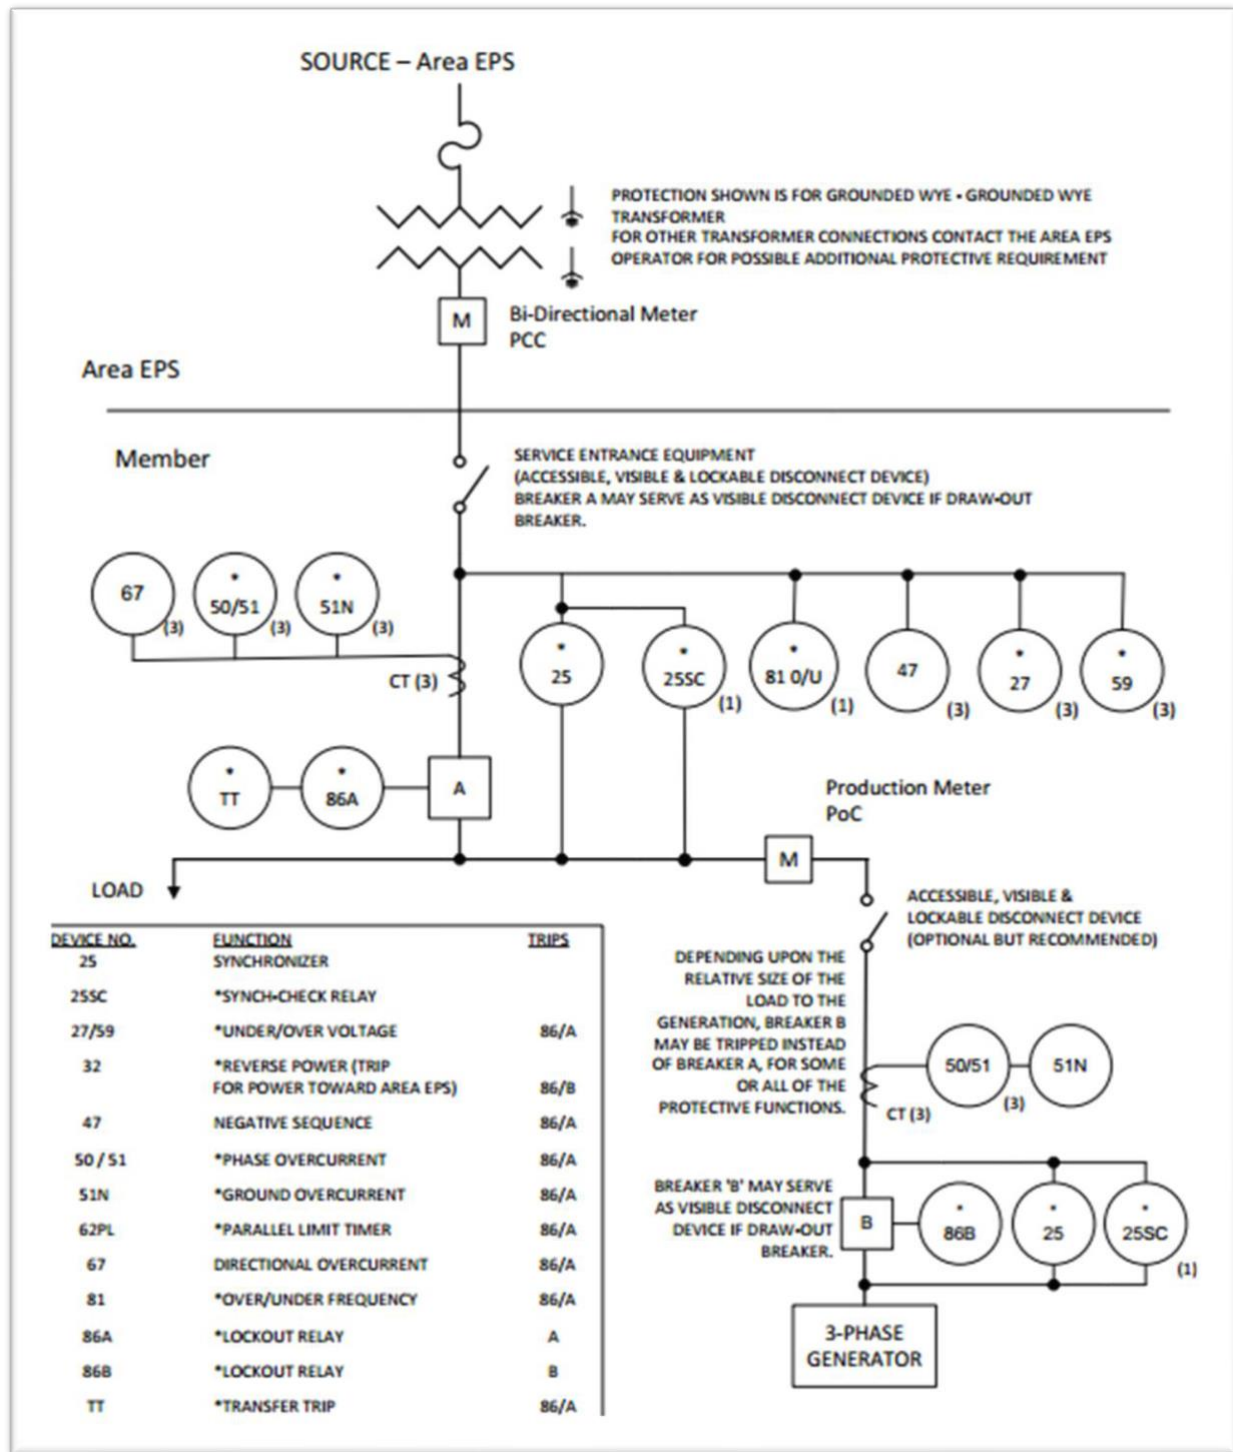 SOURCE – Area EPS
PROTECTION SHOWN IS FOR GROUNDED WYE - GROUNDED WYE
TRANSFORMER
FOR OTHER TRANSFORMER CONNECTIONS CONTACT THE AREA EPS
OPERATOR FOR POSSIBLE ADDITIONAL PROTECTIVE REQUIREMENT
M
Bi-Directional Meter
PCC
Area EPS
Member
SERVICE ENTRANCE EQUIPMENT
(ACCESSIBLE, VISIBLE & LOCKABLE DISCONNECT DEVICE)
BREAKER A MAY SERVE AS VISIBLE DISCONNECT DEVICE IF DRAW-OUT
BREAKER.
67
(3)
*
50/51
(3)
*
51N
(3)
CT (3)
*
25
*
25SC
(1)
*
81 O/U
(1)
47
(3)
*
27
(3)
*
59
(3)
*
TT
*
86A
A
Production Meter
PoC
M
LOAD
ACCESSIBLE, VISIBLE &
LOCKABLE DISCONNECT DEVICE
(OPTIONAL BUT RECOMMENDED)
DEPENDING UPON THE
RELATIVE SIZE OF THE
LOAD TO THE
GENERATION, BREAKER B
MAY BE TRIPPED INSTEAD
OF BREAKER A, FOR SOME
OR ALL OF THE
PROTECTIVE FUNCTIONS.
50/51
(3)
51N
CT (3)
BREAKER 'B' MAY SERVE
AS VISIBLE DISCONNECT
DEVICE IF DRAW-OUT
BREAKER.
B
*
86B
*
25
*
25SC
(1)
3-PHASE
GENERATOR
DEVICE NO. FUNCTION TRIPS
25 SYNCHRONIZER
25SC *SYNCH-CHECK RELAY
27/59 *UNDER/OVER VOLTAGE 86/A
32 *REVERSE POWER (TRIP
FOR POWER TOWARD AREA EPS) 86/B
47 NEGATIVE SEQUENCE 86/A
50 / 51 *PHASE OVERCURRENT 86/A
51N *GROUND OVERCURRENT 86/A
62PL *PARALLEL LIMIT TIMER 86/A
67 DIRECTIONAL OVERCURRENT 86/A
81 *OVER/UNDER FREQUENCY 86/A
86A *LOCKOUT RELAY A
86B *LOCKOUT RELAY B
TT *TRANSFER TRIP 86/A